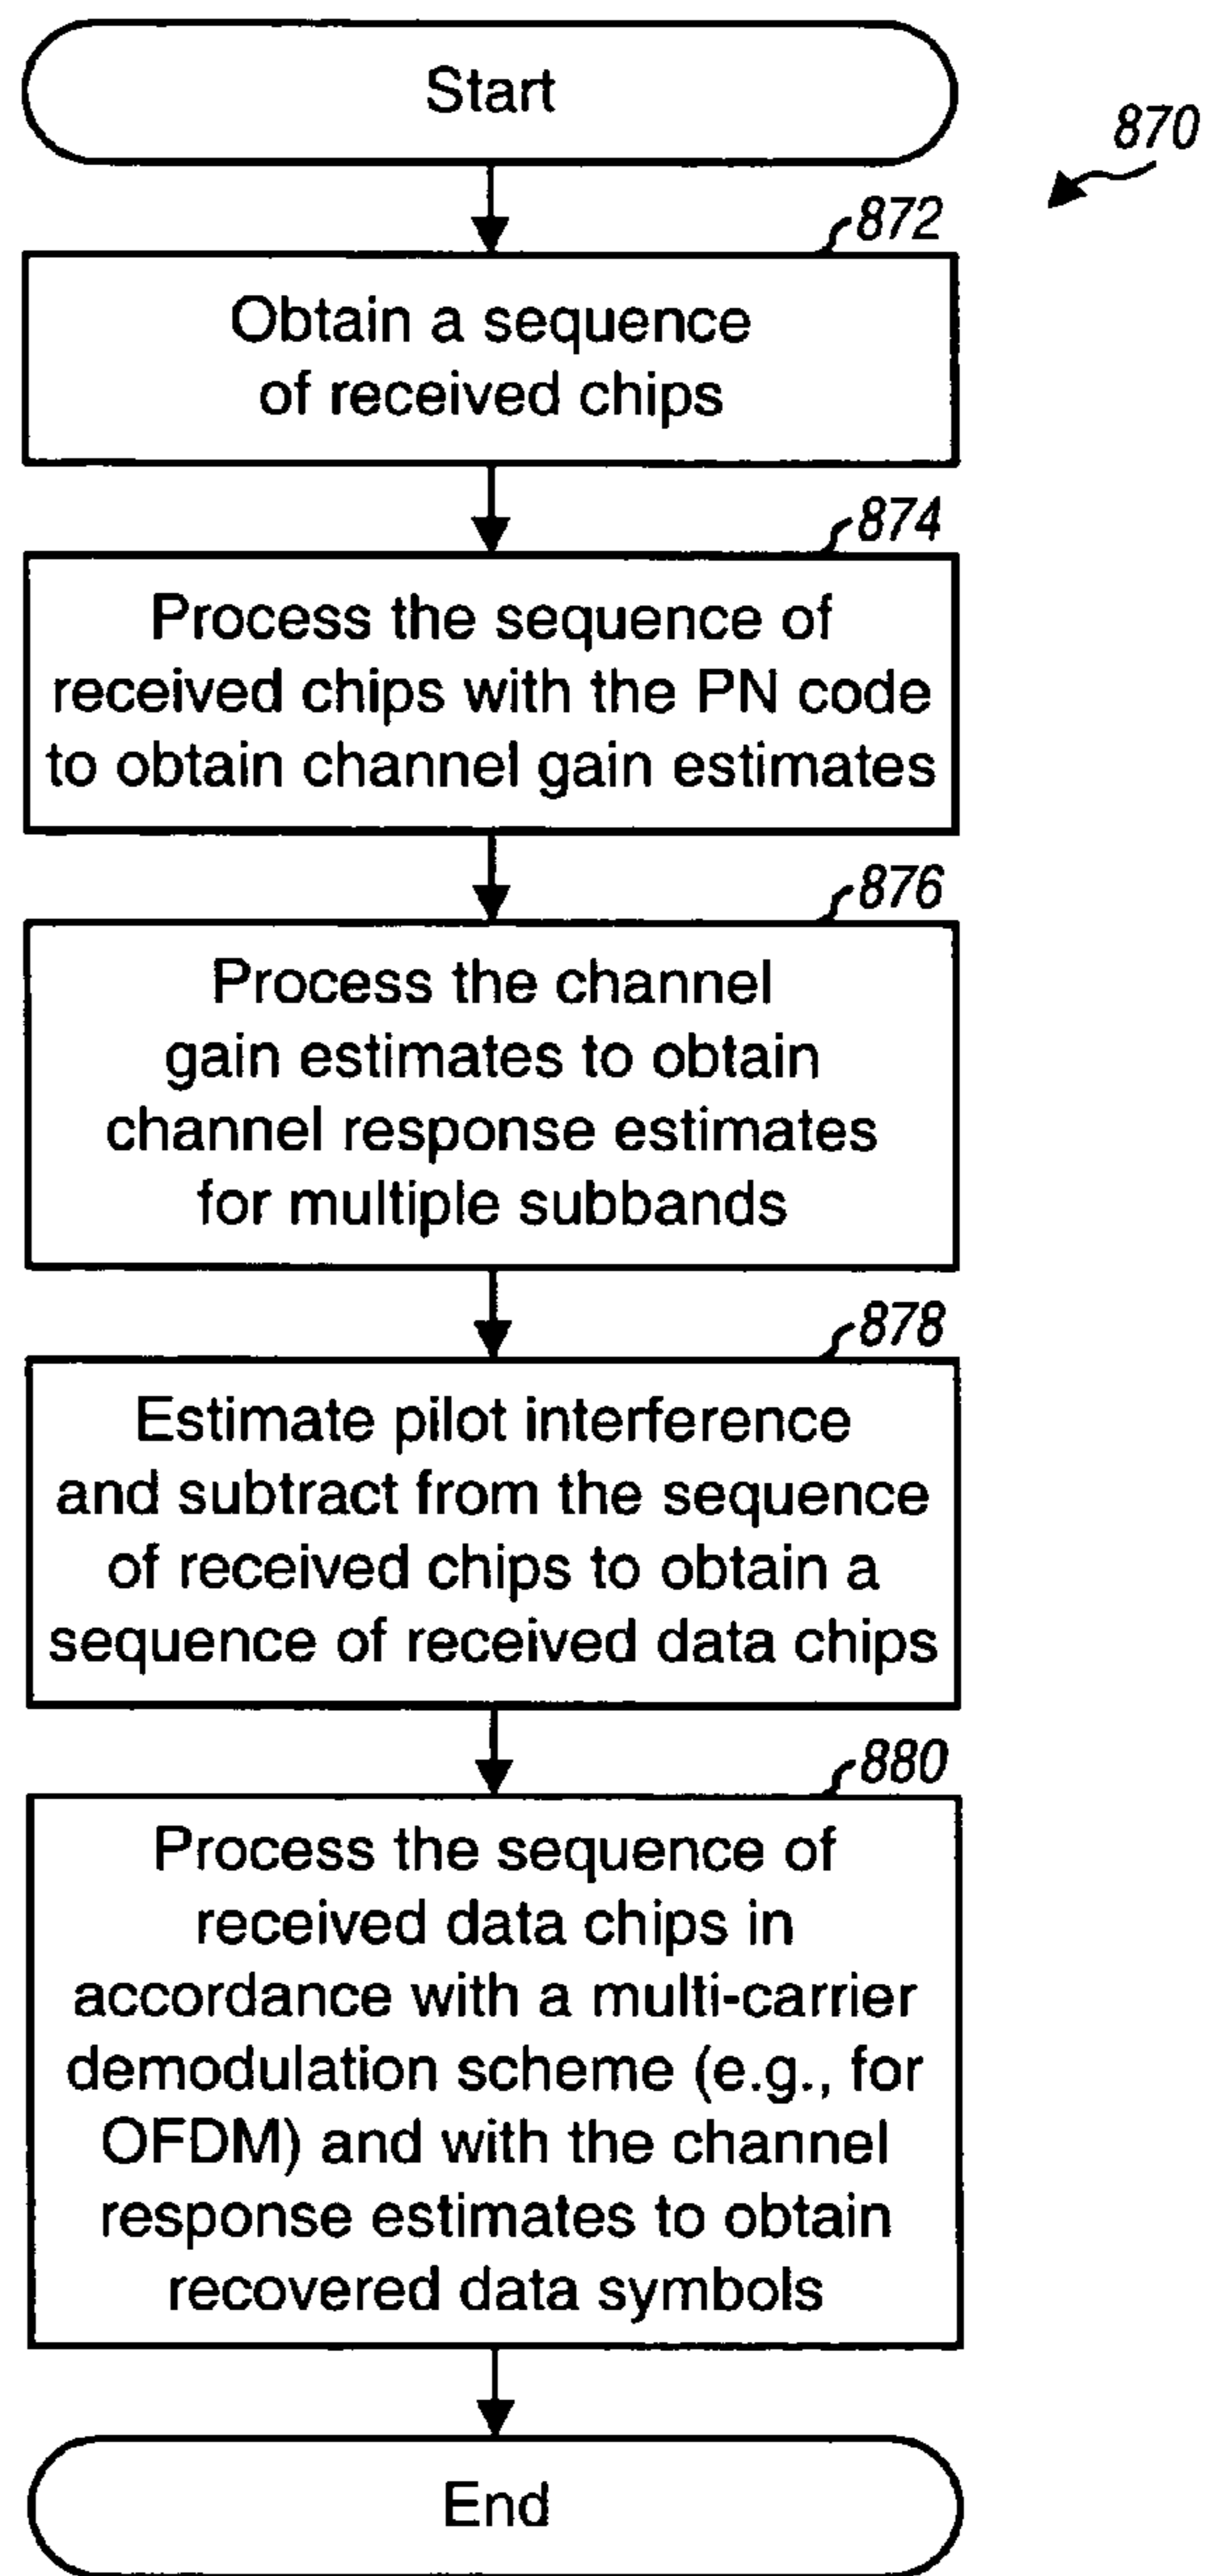 Start
870
872
Obtain a sequence
of received chips
874
Process the sequence of
received chips with the PN code
to obtain channel gain estimates
876
Process the channel
gain estimates to obtain
channel response estimates
for multiple subbands
878
Estimate pilot interference
and subtract from the sequence
of received chips to obtain a
sequence of received data chips
880
Process the sequence of
received data chips in
accordance with a multi-carrier
demodulation scheme (e.g., for
OFDM) and with the channel
response estimates to obtain
recovered data symbols
End